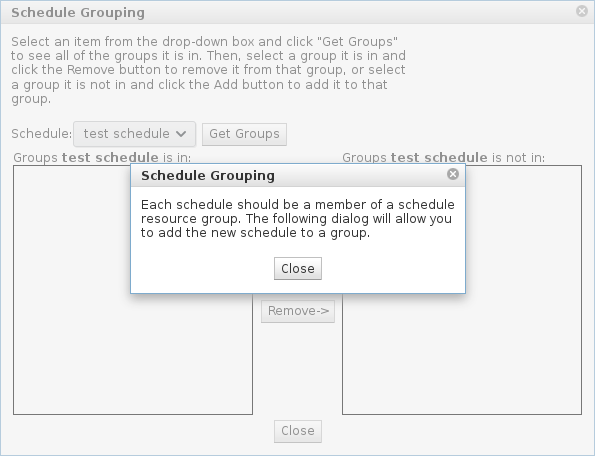 Schedule Grouping
Select an item from the drop-down box and click "Get Groups"
to see all of the groups it is in. Then, select a group it is in and
click the Remove button to remove it from that group, or select
a group it is not in and click the Add button to add it to that
group.
Schedule: test schedule Get Groups
Groups test schedule is in:
Groups test schedule is not in:
Schedule Grouping
Each schedule should be a member of a schedule
resource group. The following dialog will allow you
to add the new schedule to a group.
Close
Remove->
Close